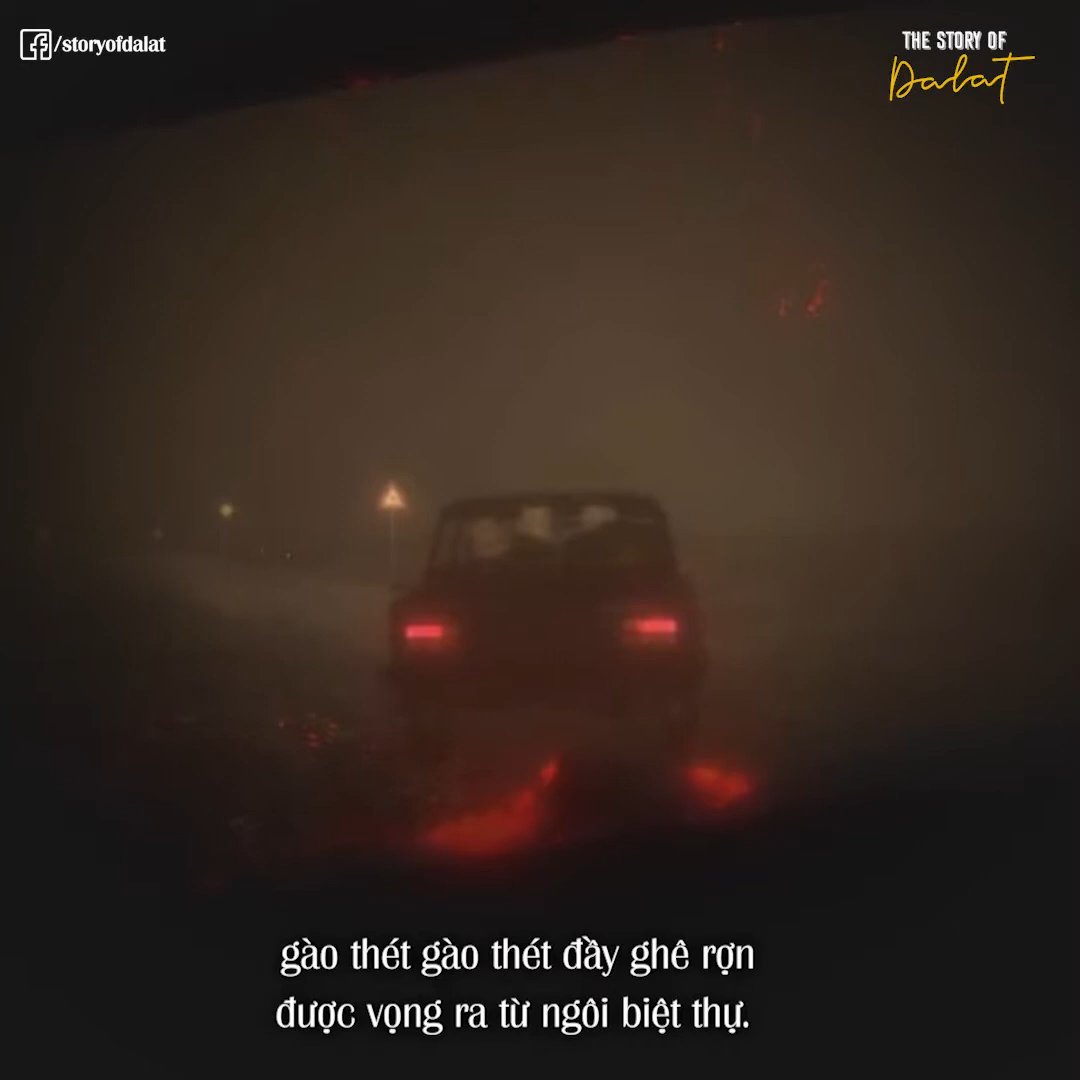 /storyofdalat
THE STORY OF
Dalat
gào thét gào thét đầy ghê rợn
được vọng ra từ ngôi biệt thự.